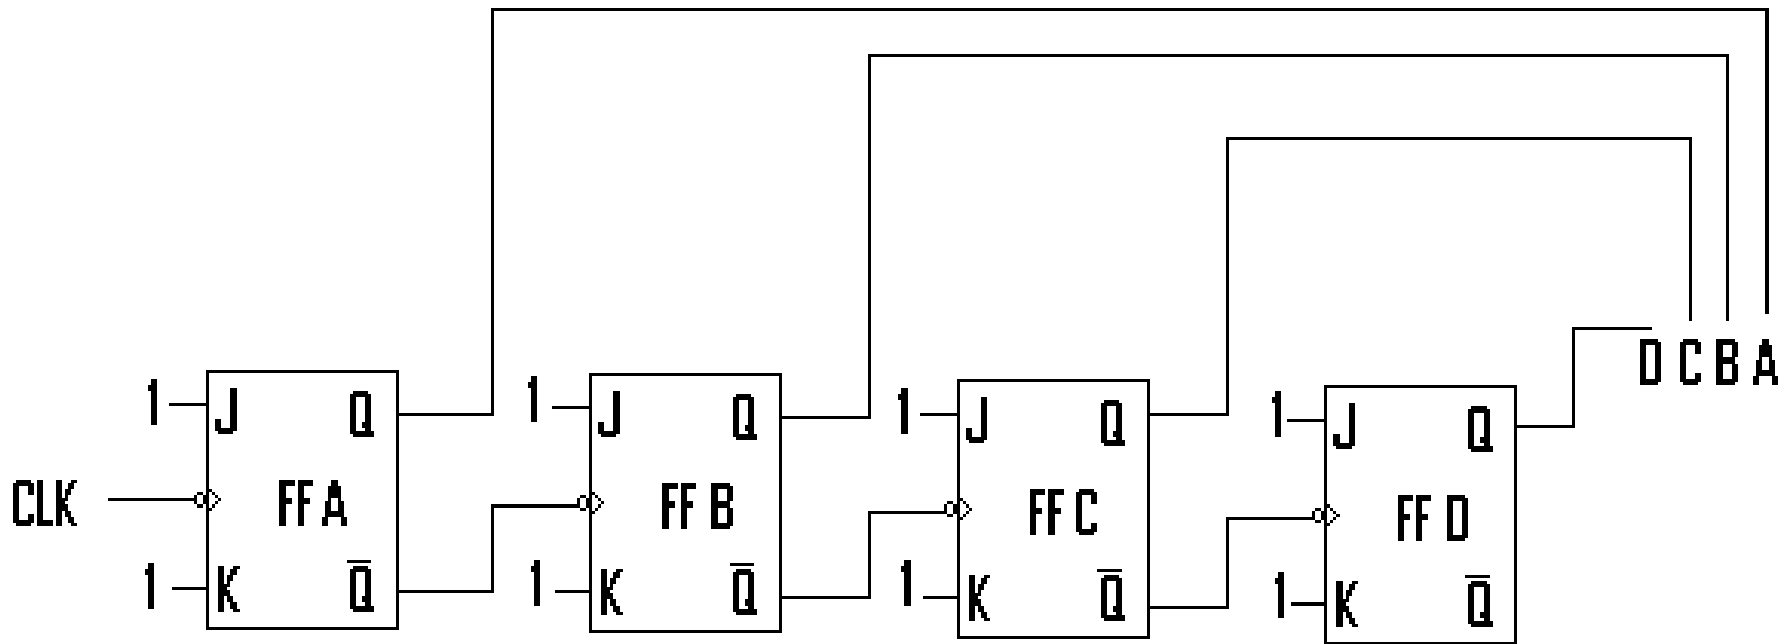 D C B A
1 J Q 1 J Q 1 J Q 1 J Q
CLK FF A FF B FF C FF D
1 K Q̅ 1 K Q̅ 1 K Q̅ 1 K Q̅